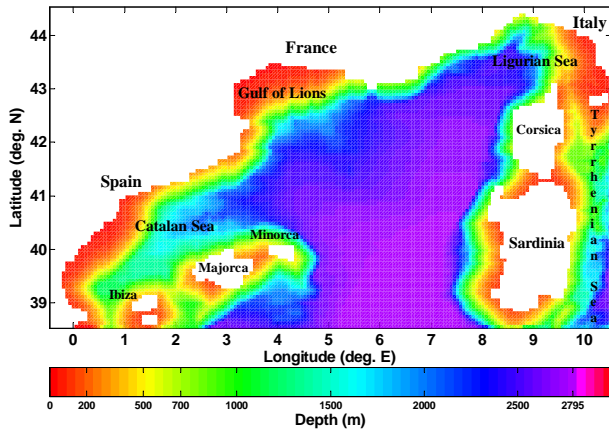 Italy
44
France
Ligurian Sea
43
Gulf of Lions
Corsica
42
Tyrrhenian Sea
Spain
41
Catalan Sea
Minorca
Sardinia
40
Majorca
Ibiza
39
Latitude (deg. N)
0 1 2 3 4 5 6 7 8 9 10
Longitude (deg. E)
0 200 500 700 1000 1500 2000 2500 2795
Depth (m)